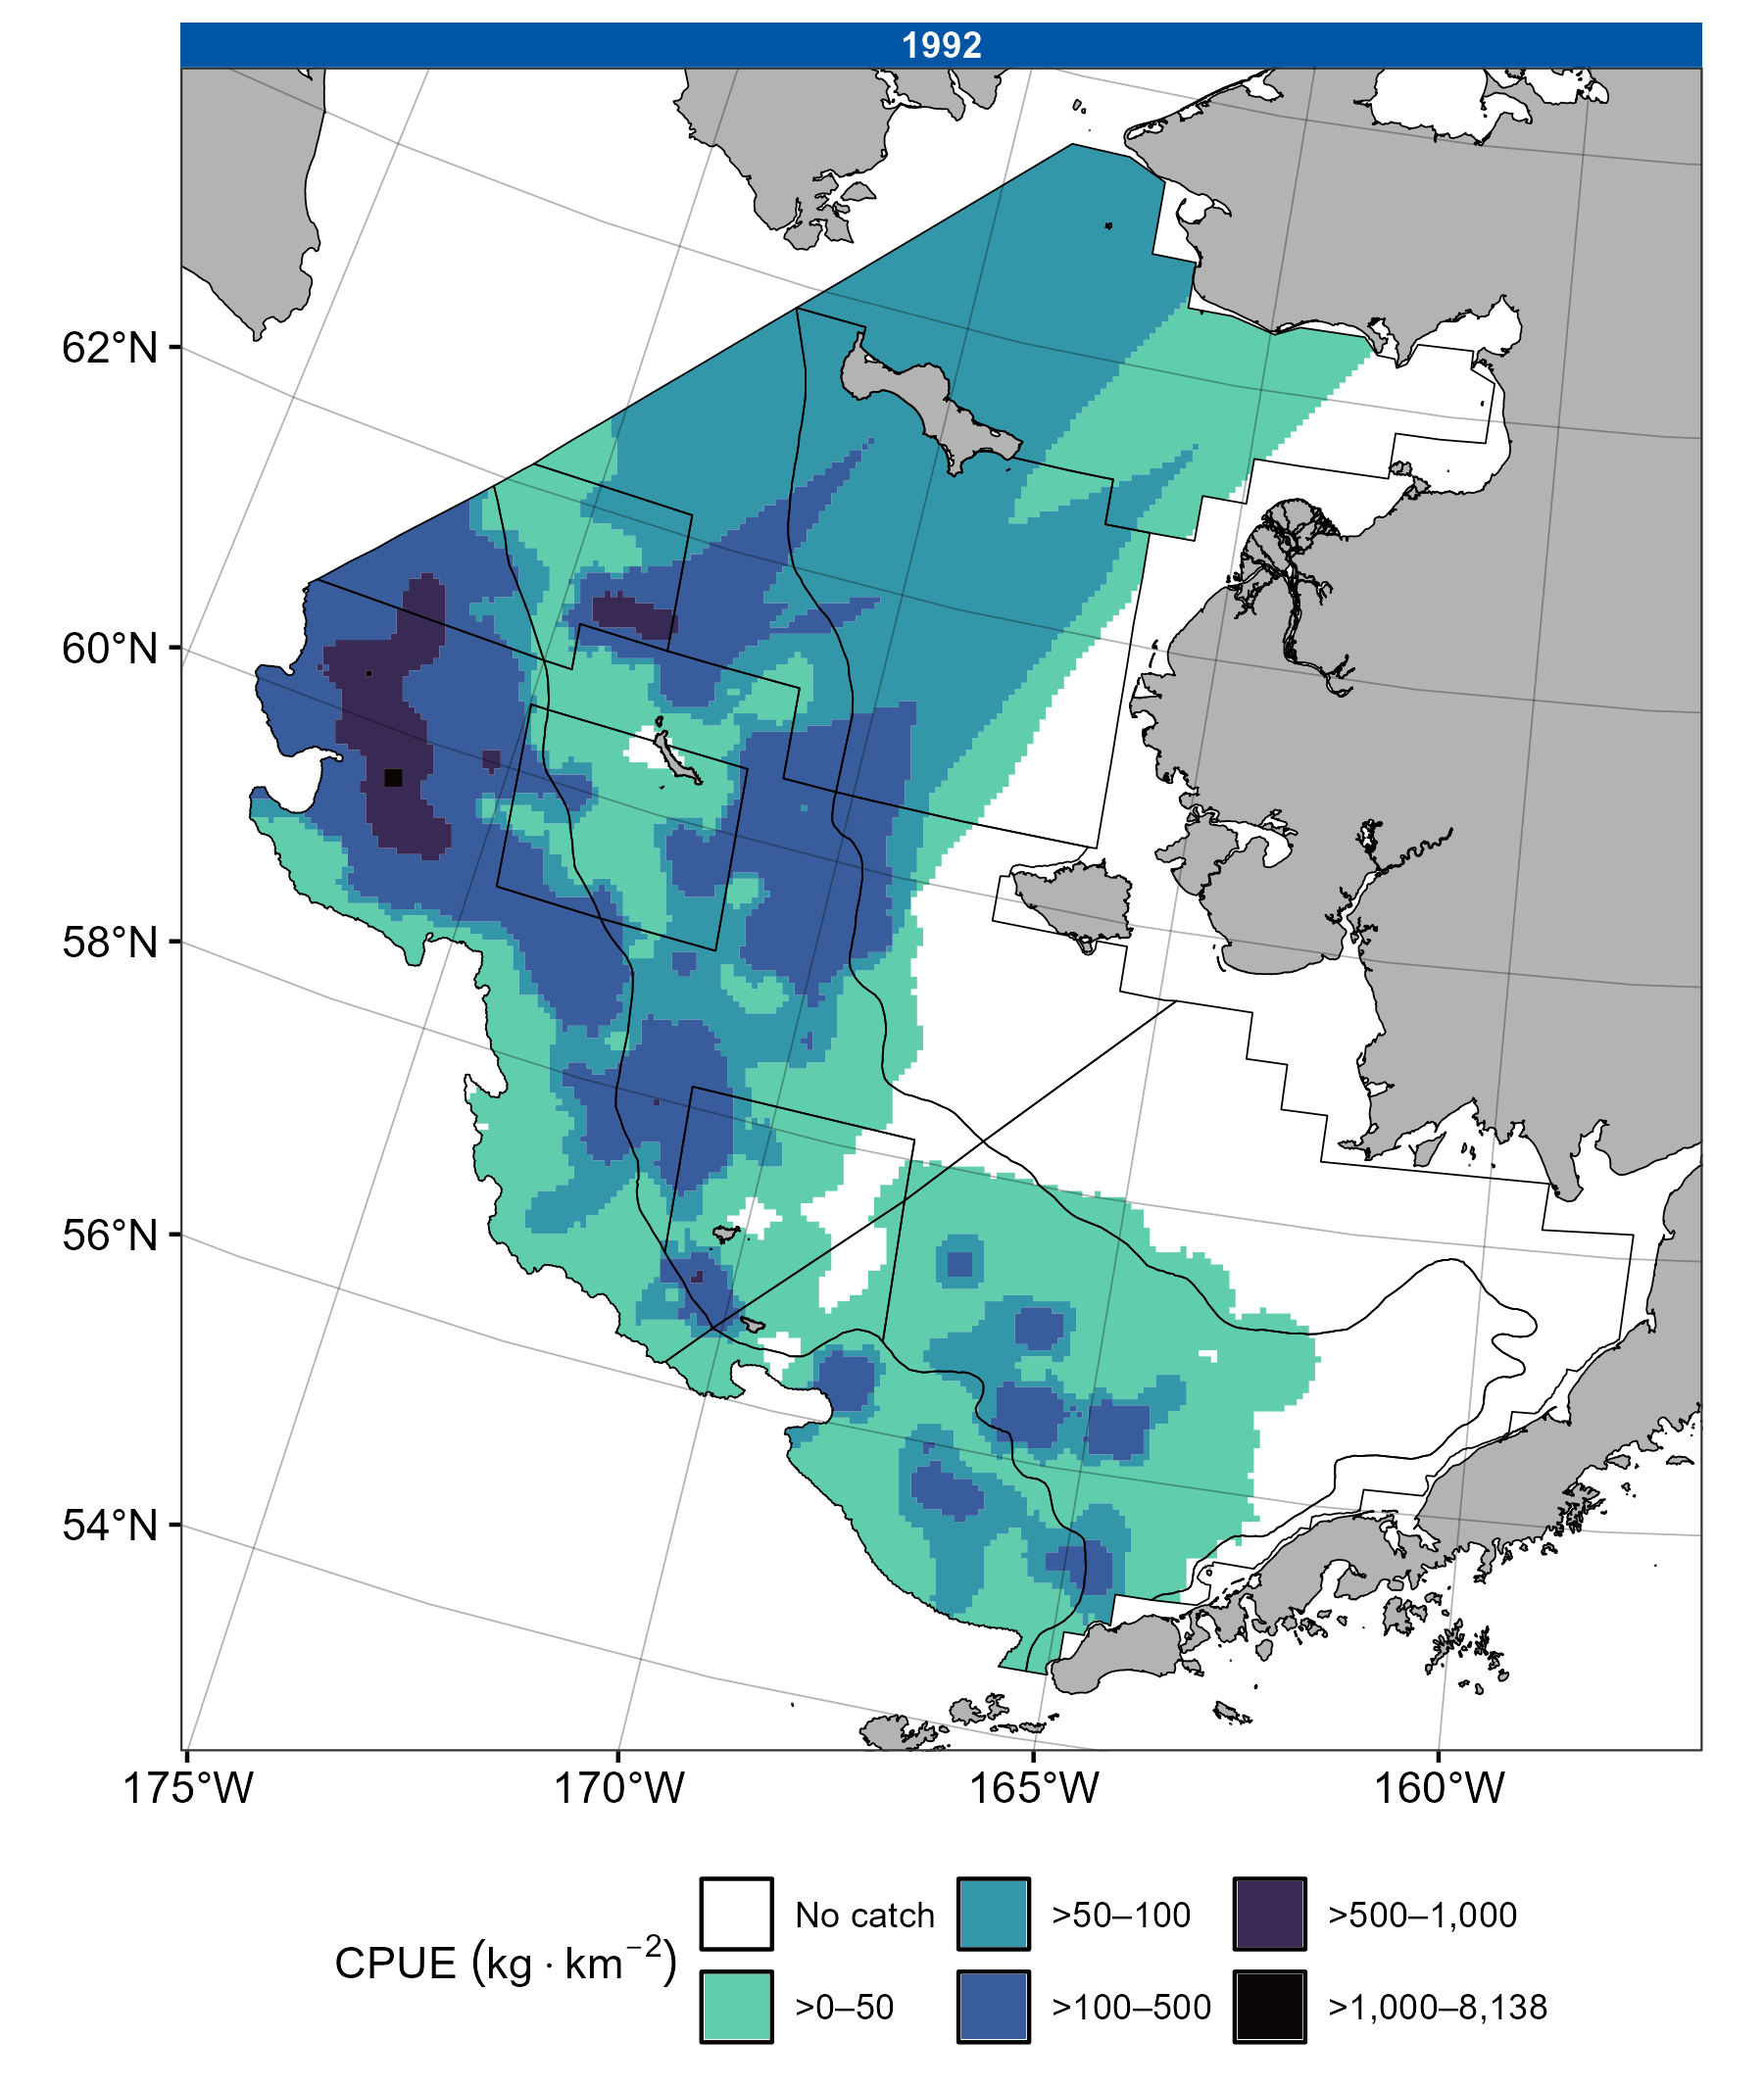 1992
62°N
60°N
58°N
56°N
54°N
175°W 170°W 165°W 160°W
CPUE (kg · km⁻²)
No catch >50–100 >500–1,000
>0–50 >100–500 >1,000–8,138